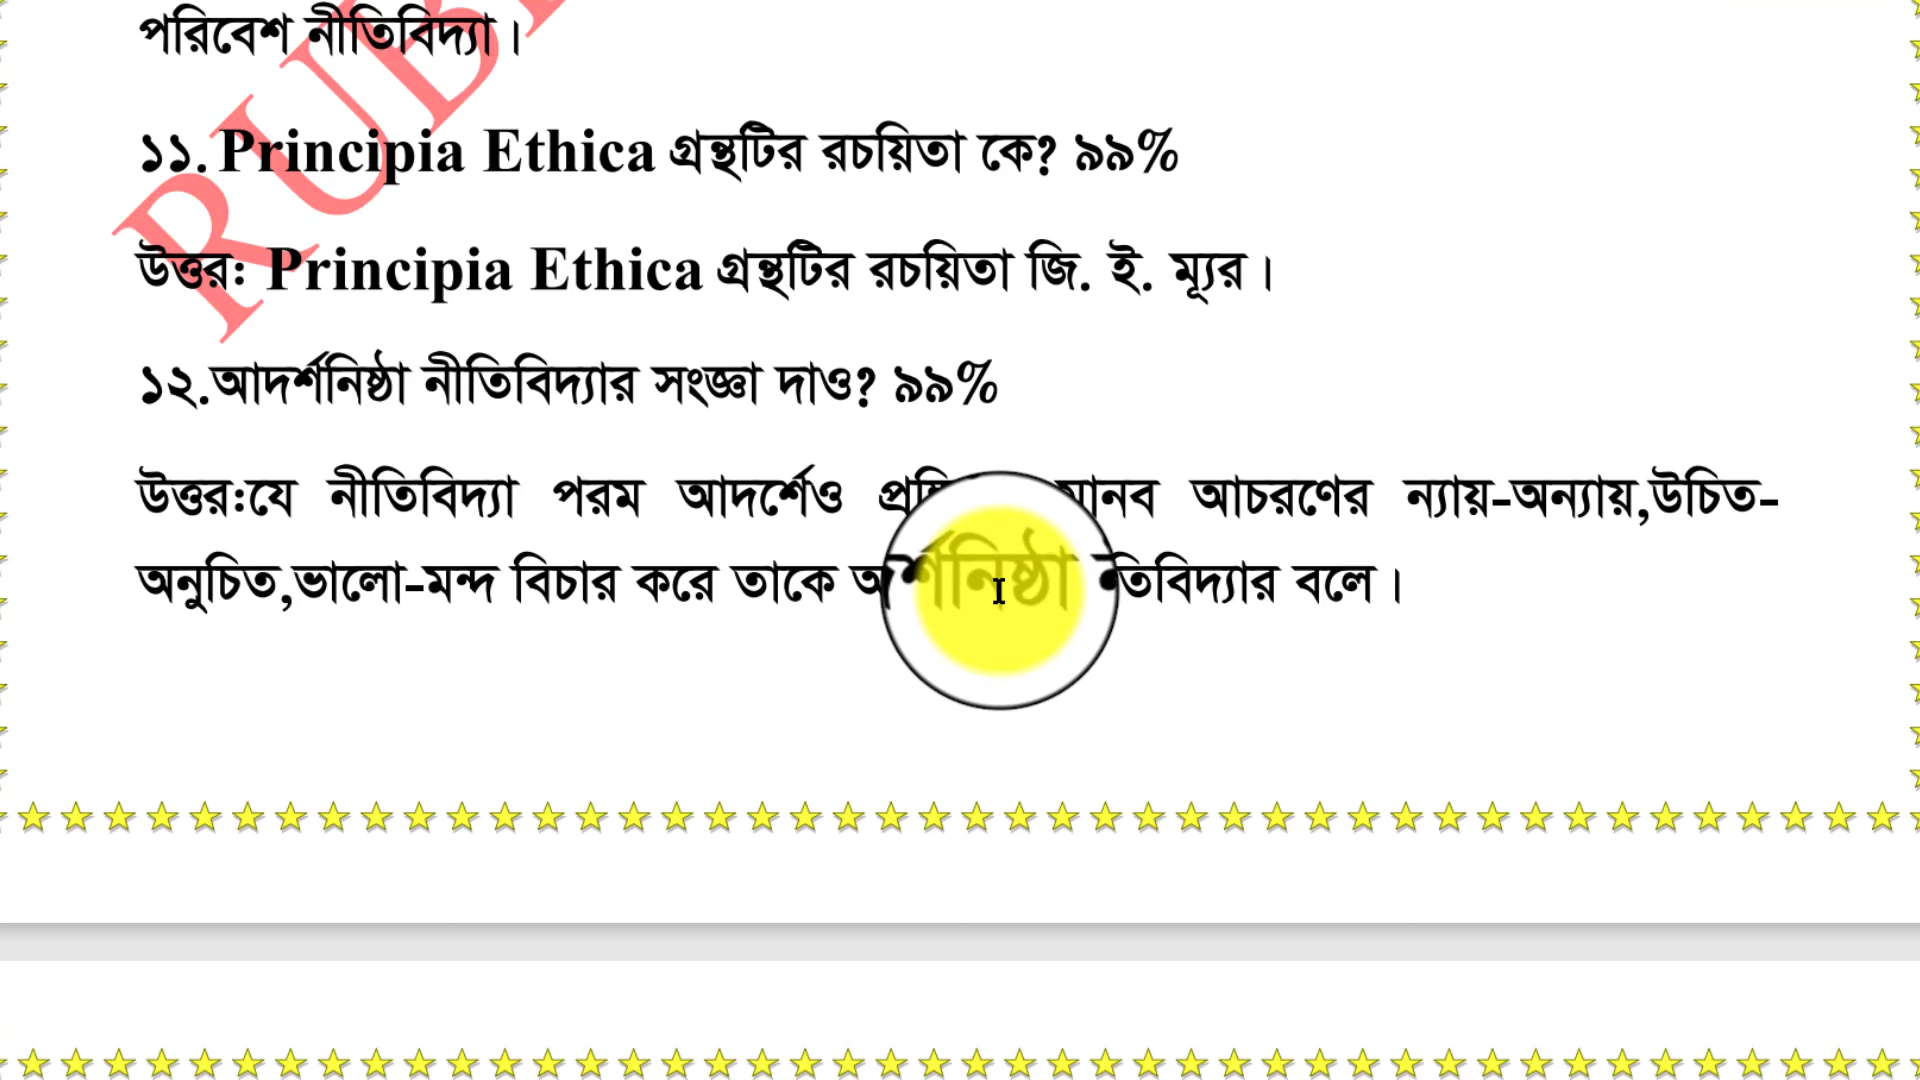 পরিবেশ নীতিবিদ্যা।
১১. Principia Ethica গ্রন্থটির রচয়িতা কে? ৯৯%
উত্তরঃ Principia Ethica গ্রন্থটির রচয়িতা জি. ই. ম্যূর।
১২.আদর্শনিষ্ঠা নীতিবিদ্যার সংজ্ঞা দাও? ৯৯%
উত্তরঃযে নীতিবিদ্যা পরম আদর্শেও মানব আচরণের ন্যায়-অন্যায়,উচিত-
অনুচিত,ভালো-মন্দ বিচার করে তাকে র্শনিষ্ঠা তিবিদ্যার বলে।